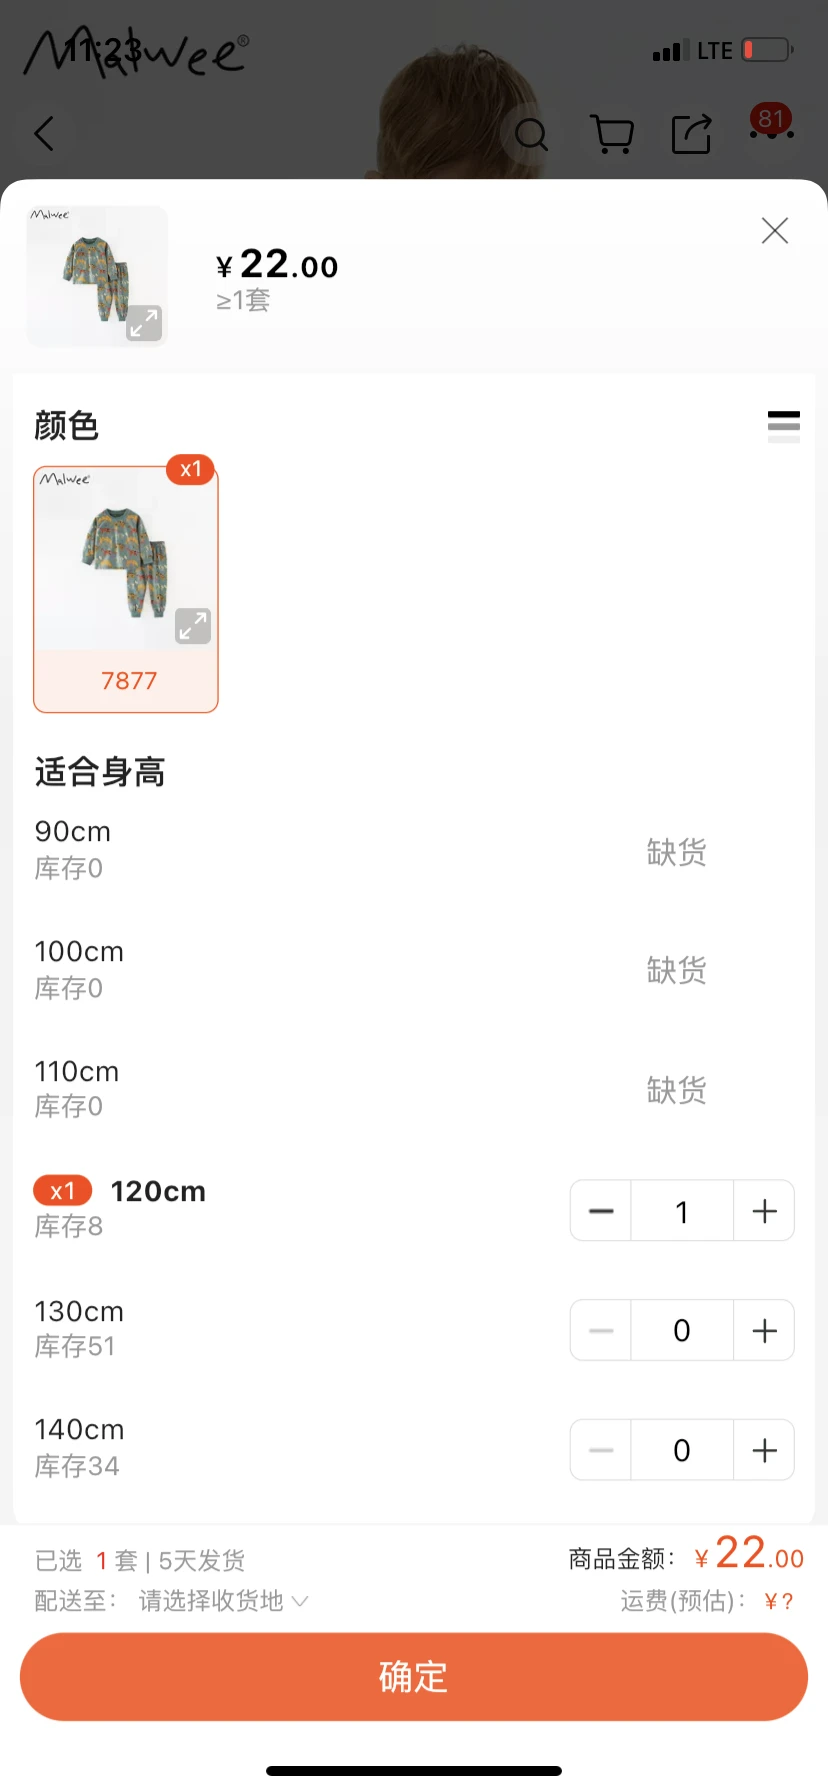 Malwee®
11:23
LTE
81
Malwee
¥22.00
≥1套
颜色
x1
Malwee
7877
适合身高
90cm
库存0
缺货
100cm
库存0
缺货
110cm
库存0
缺货
x1 120cm
库存8
1
130cm
库存51
0
140cm
库存34
0
已选 1 套 | 5天发货
商品金额：¥22.00
配送至： 请选择收货地
运费(预估)：¥?
确定